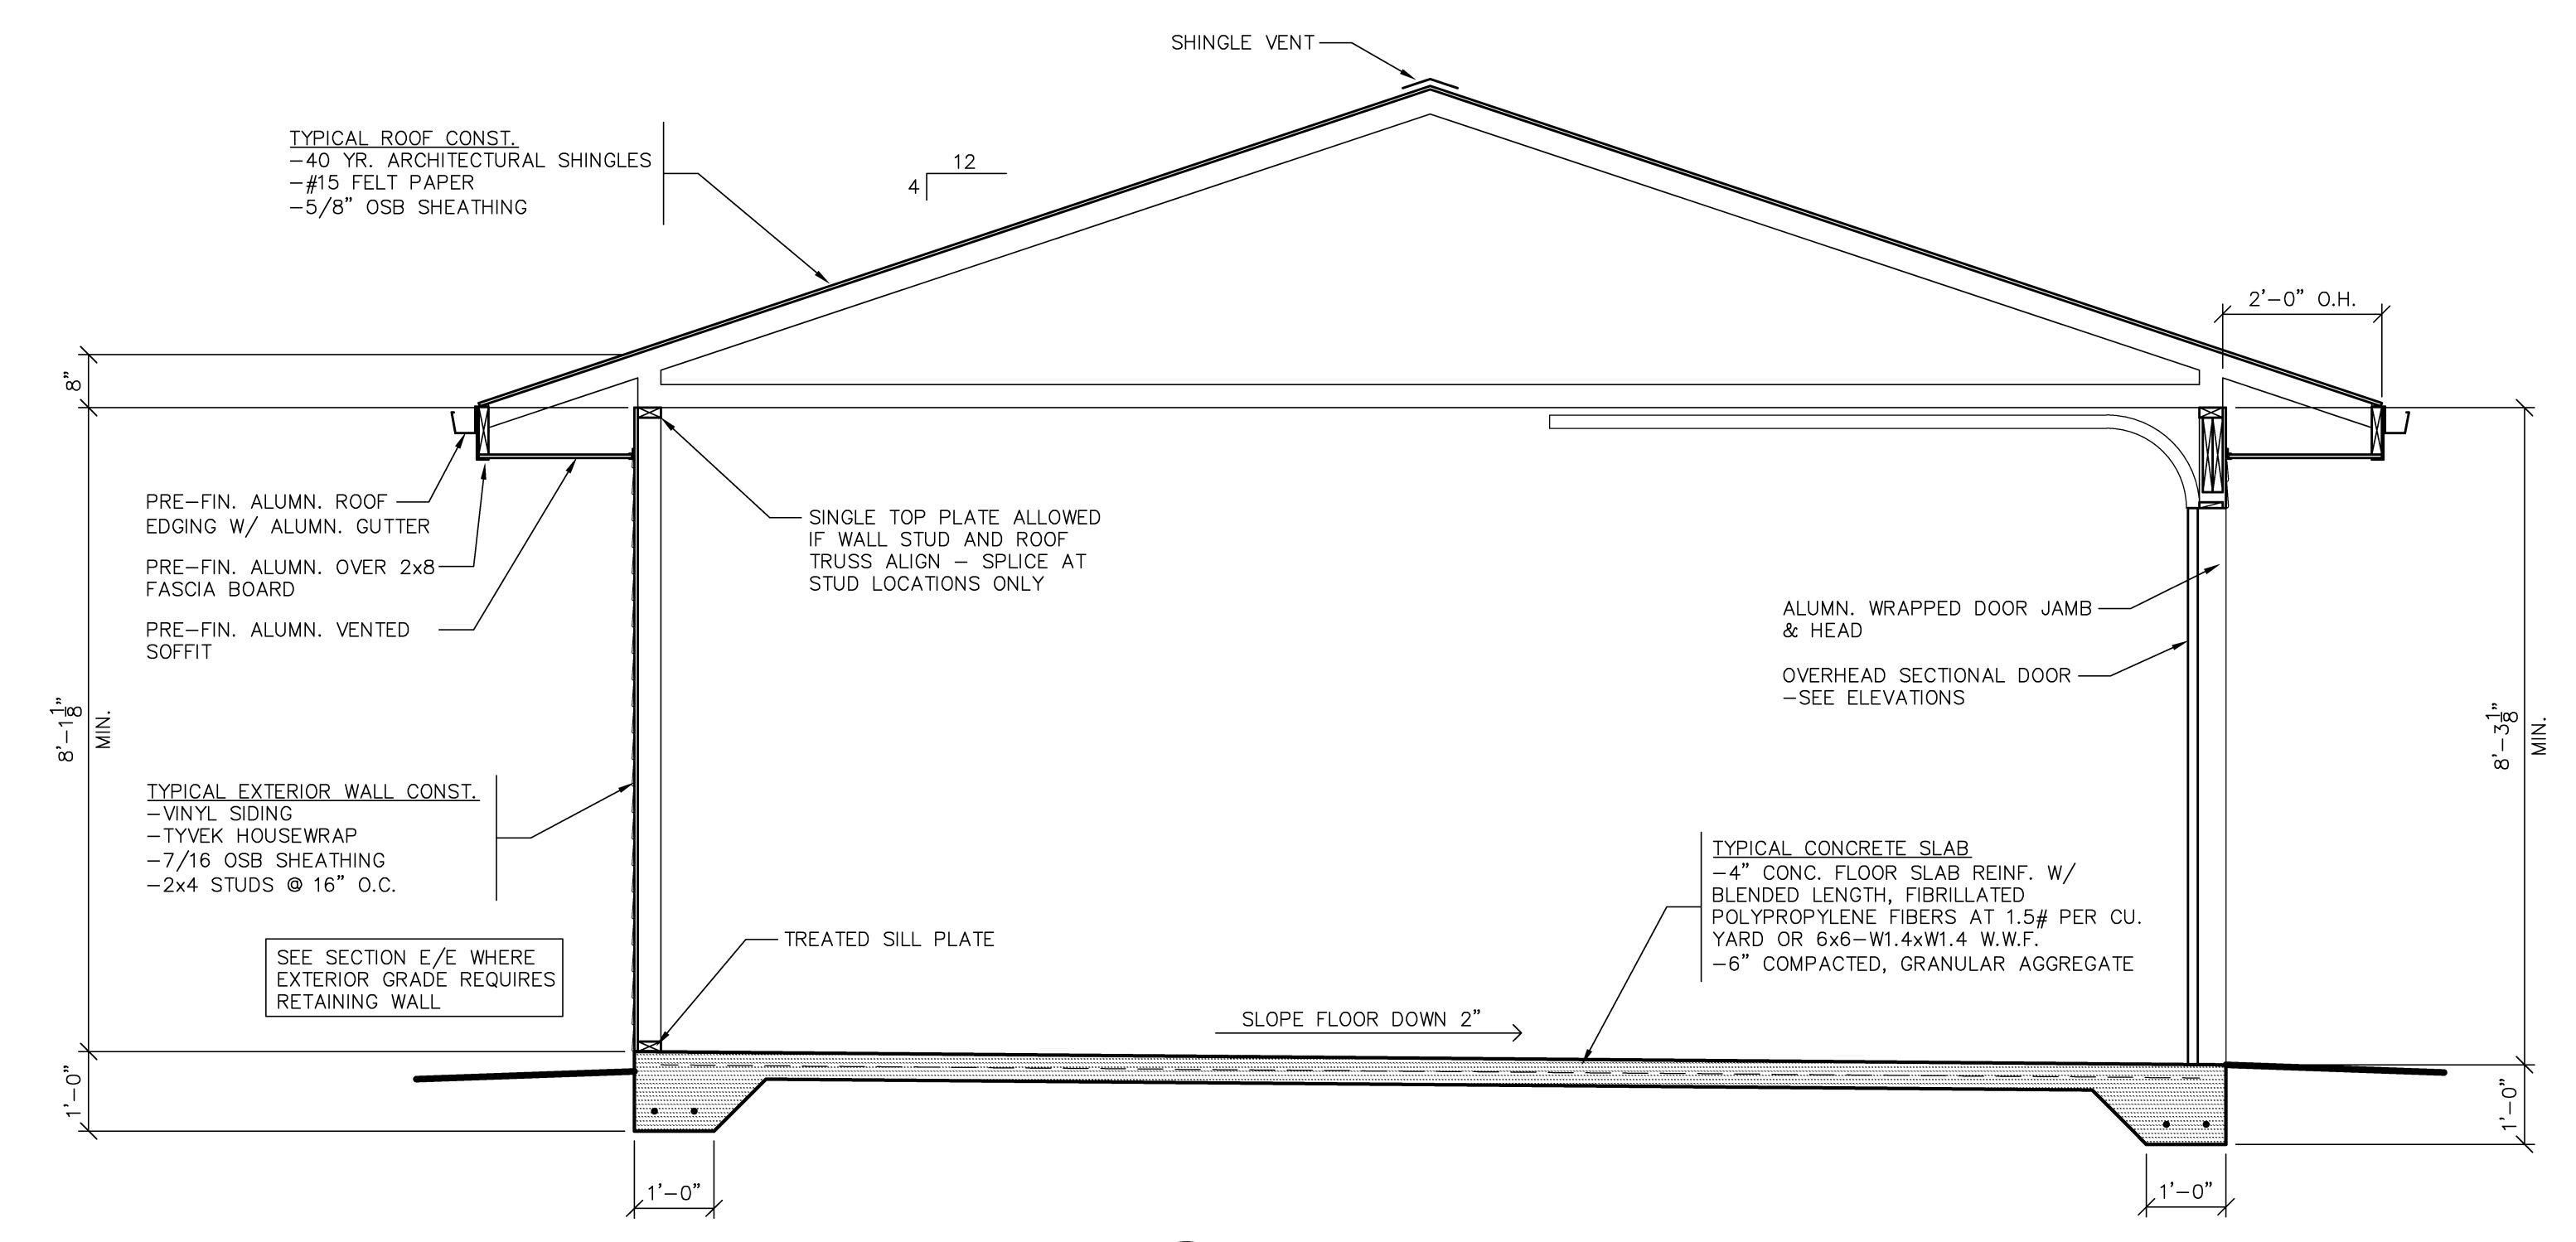 SHINGLE VENT
TYPICAL ROOF CONST.
-40 YR. ARCHITECTURAL SHINGLES
-#15 FELT PAPER
-5/8" OSB SHEATHING
12
4
2'-0" O.H.
8"
PRE-FIN. ALUMN. ROOF
EDGING W/ ALUMN. GUTTER
PRE-FIN. ALUMN. OVER 2x8
FASCIA BOARD
PRE-FIN. ALUMN. VENTED
SOFFIT
SINGLE TOP PLATE ALLOWED
IF WALL STUD AND ROOF
TRUSS ALIGN - SPLICE AT
STUD LOCATIONS ONLY
ALUMN. WRAPPED DOOR JAMB
& HEAD
OVERHEAD SECTIONAL DOOR
-SEE ELEVATIONS
8'-1 1/8"
MIN.
8'-3 1/8"
MIN.
TYPICAL EXTERIOR WALL CONST.
-VINYL SIDING
-TYVEK HOUSEWRAP
-7/16 OSB SHEATHING
-2x4 STUDS @ 16" O.C.
TYPICAL CONCRETE SLAB
-4" CONC. FLOOR SLAB REINF. W/
BLENDED LENGTH, FIBRILLATED
POLYPROPYLENE FIBERS AT 1.5# PER CU.
YARD OR 6x6-W1.4xW1.4 W.W.F.
-6" COMPACTED, GRANULAR AGGREGATE
TREATED SILL PLATE
SEE SECTION E/E WHERE
EXTERIOR GRADE REQUIRES
RETAINING WALL
SLOPE FLOOR DOWN 2"
1'-0"
1'-0"
1'-0"
1'-0"